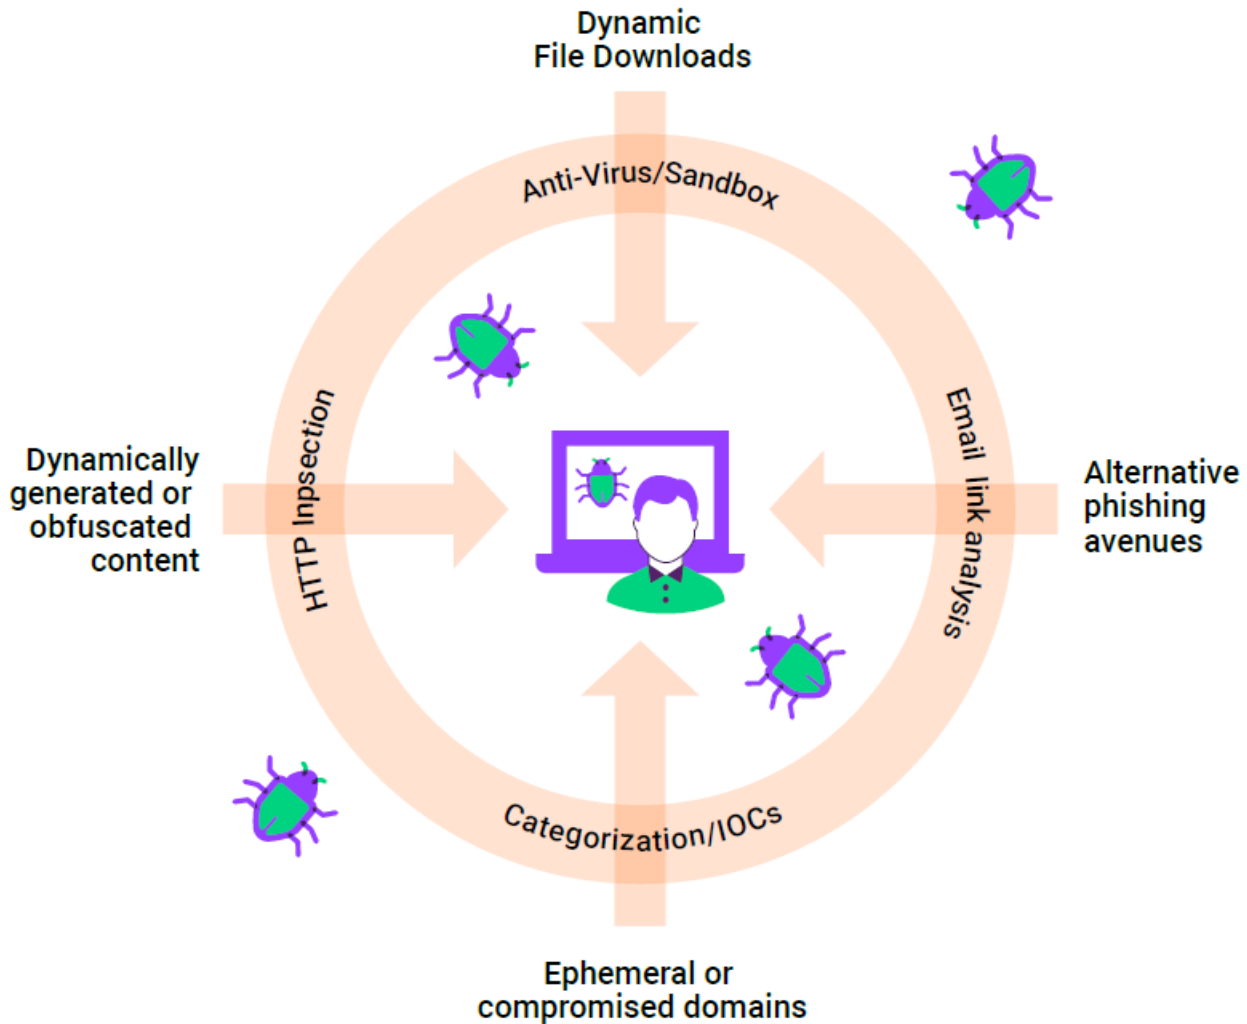 Dynamic
File Downloads
Anti-Virus/Sandbox
Dynamically
generated or
obfuscated
content
HTTP Inpsection
Email link analysis
Alternative
phishing
avenues
Categorization/IOCs
Ephemeral or
compromised domains